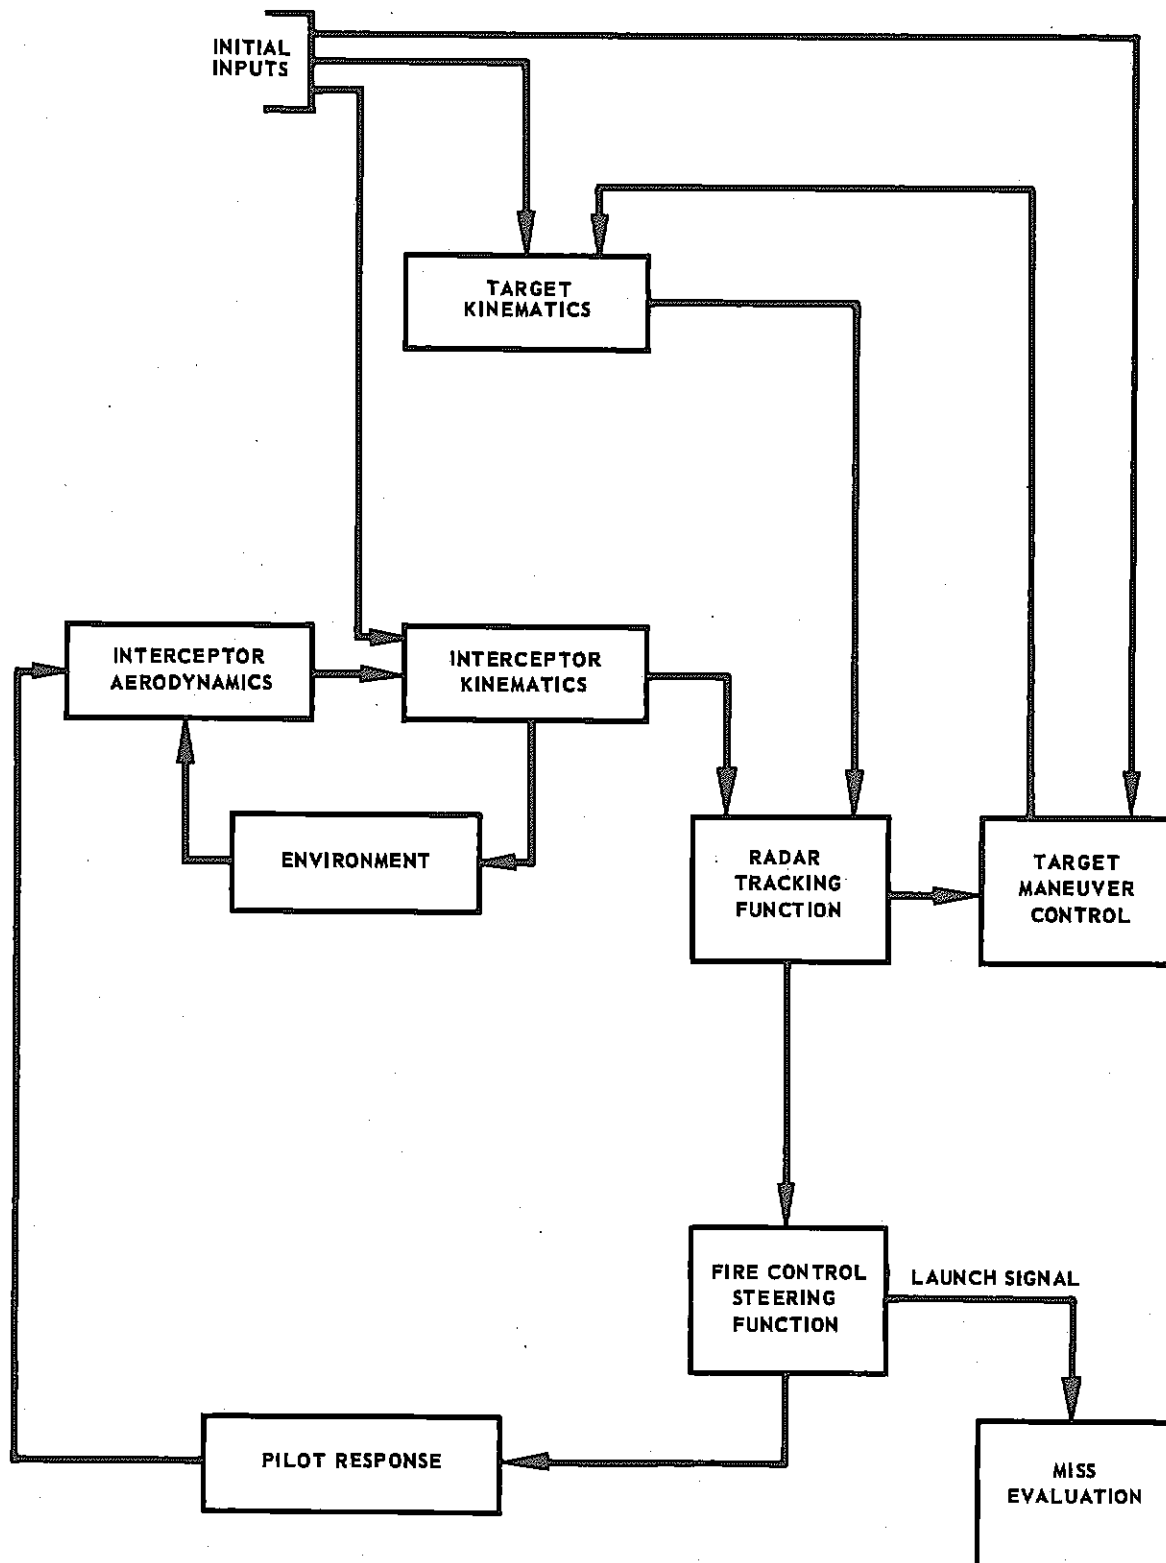 INITIAL
INPUTS
TARGET
KINEMATICS
INTERCEPTOR
AERODYNAMICS
INTERCEPTOR
KINEMATICS
ENVIRONMENT
RADAR
TRACKING
FUNCTION
TARGET
MANEUVER
CONTROL
FIRE CONTROL
STEERING
FUNCTION
LAUNCH SIGNAL
PILOT RESPONSE
MISS
EVALUATION